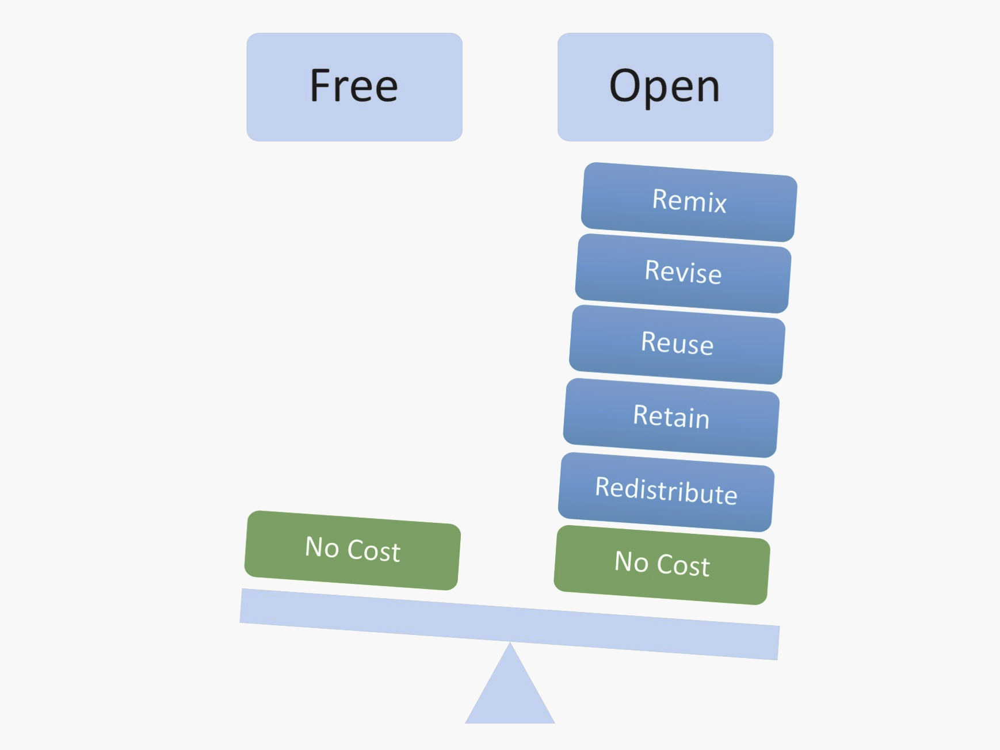 Free
Open
Remix
Revise
Reuse
Retain
Redistribute
No Cost
No Cost